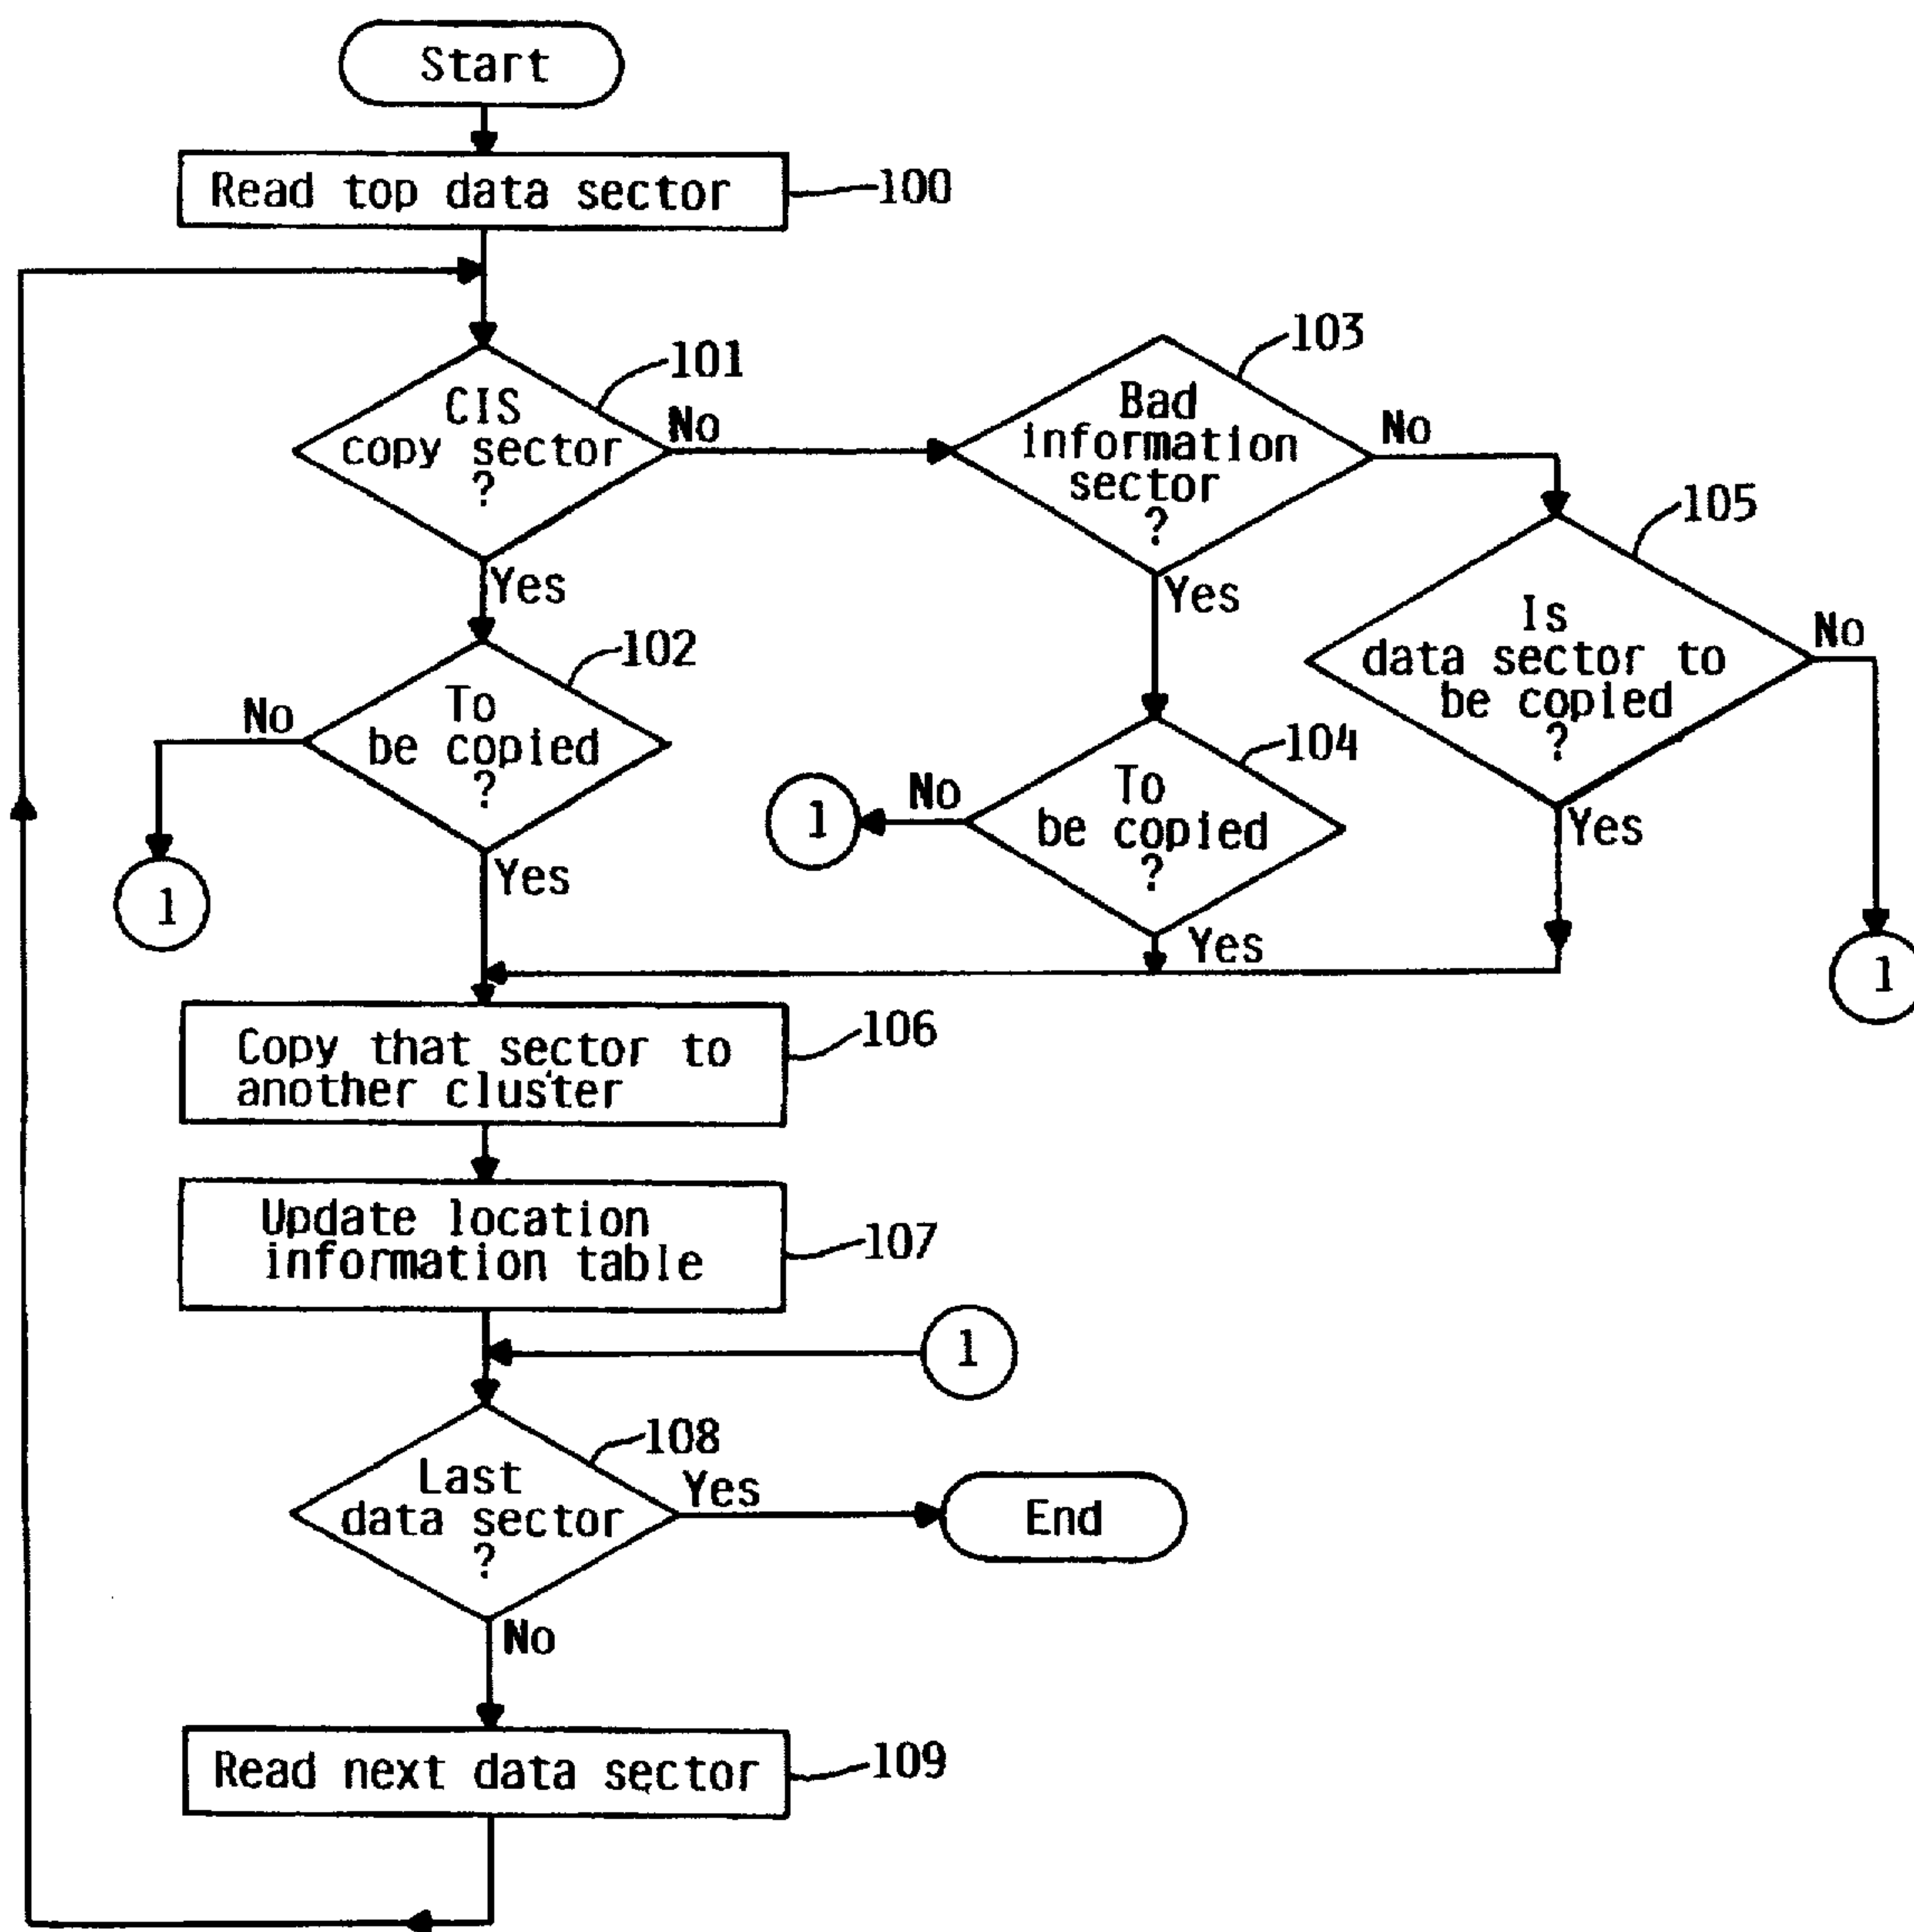 Start
Read top data sector
100
CIS
copy sector
?
101
No
Yes
Bad
information
sector
?
103
No
Yes
Is
data sector to
be copied
?
105
No
Yes
To
be copied
?
102
No
Yes
1
To
be copied
?
104
No
Yes
1
1
Copy that sector to
another cluster
106
Update location
information table
107
1
Last
data sector
?
108
Yes
No
End
Read next data sector
109